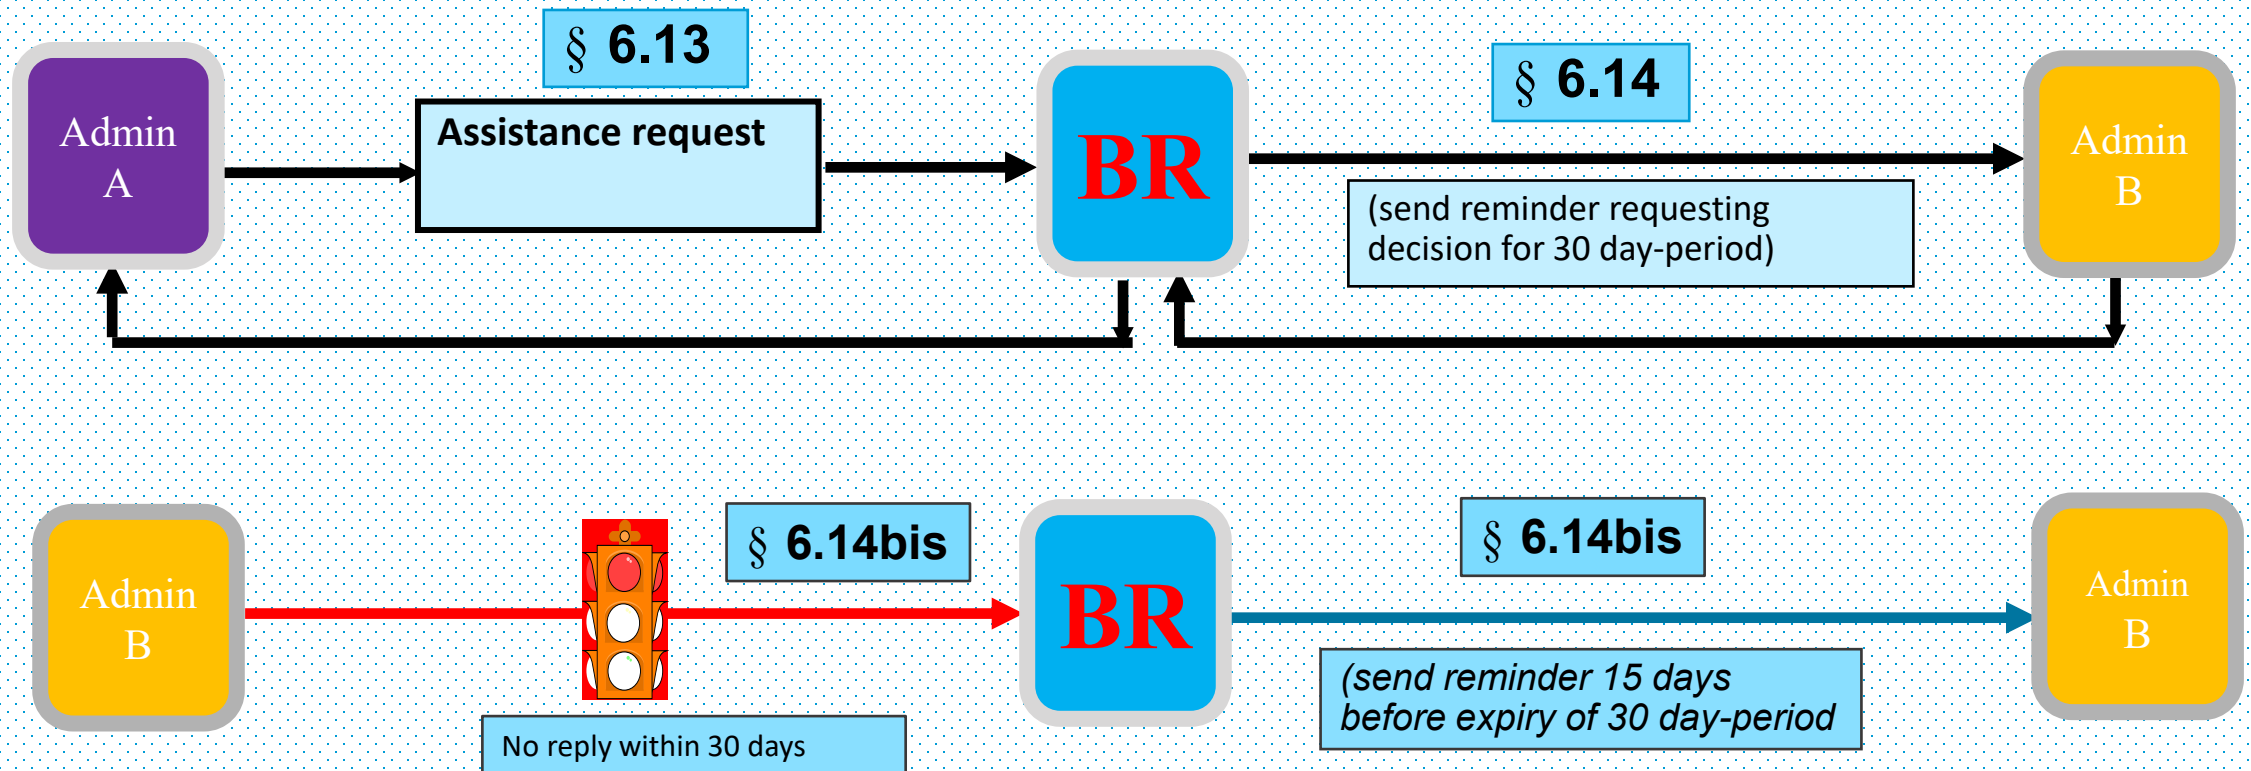 § 6.13
Admin
A
Assistance request
BR
§ 6.14
(send reminder requesting
decision for 30 day-period)
Admin
B
Admin
B
§ 6.14bis
No reply within 30 days
BR
§ 6.14bis
(send reminder 15 days
before expiry of 30 day-period
Admin
B